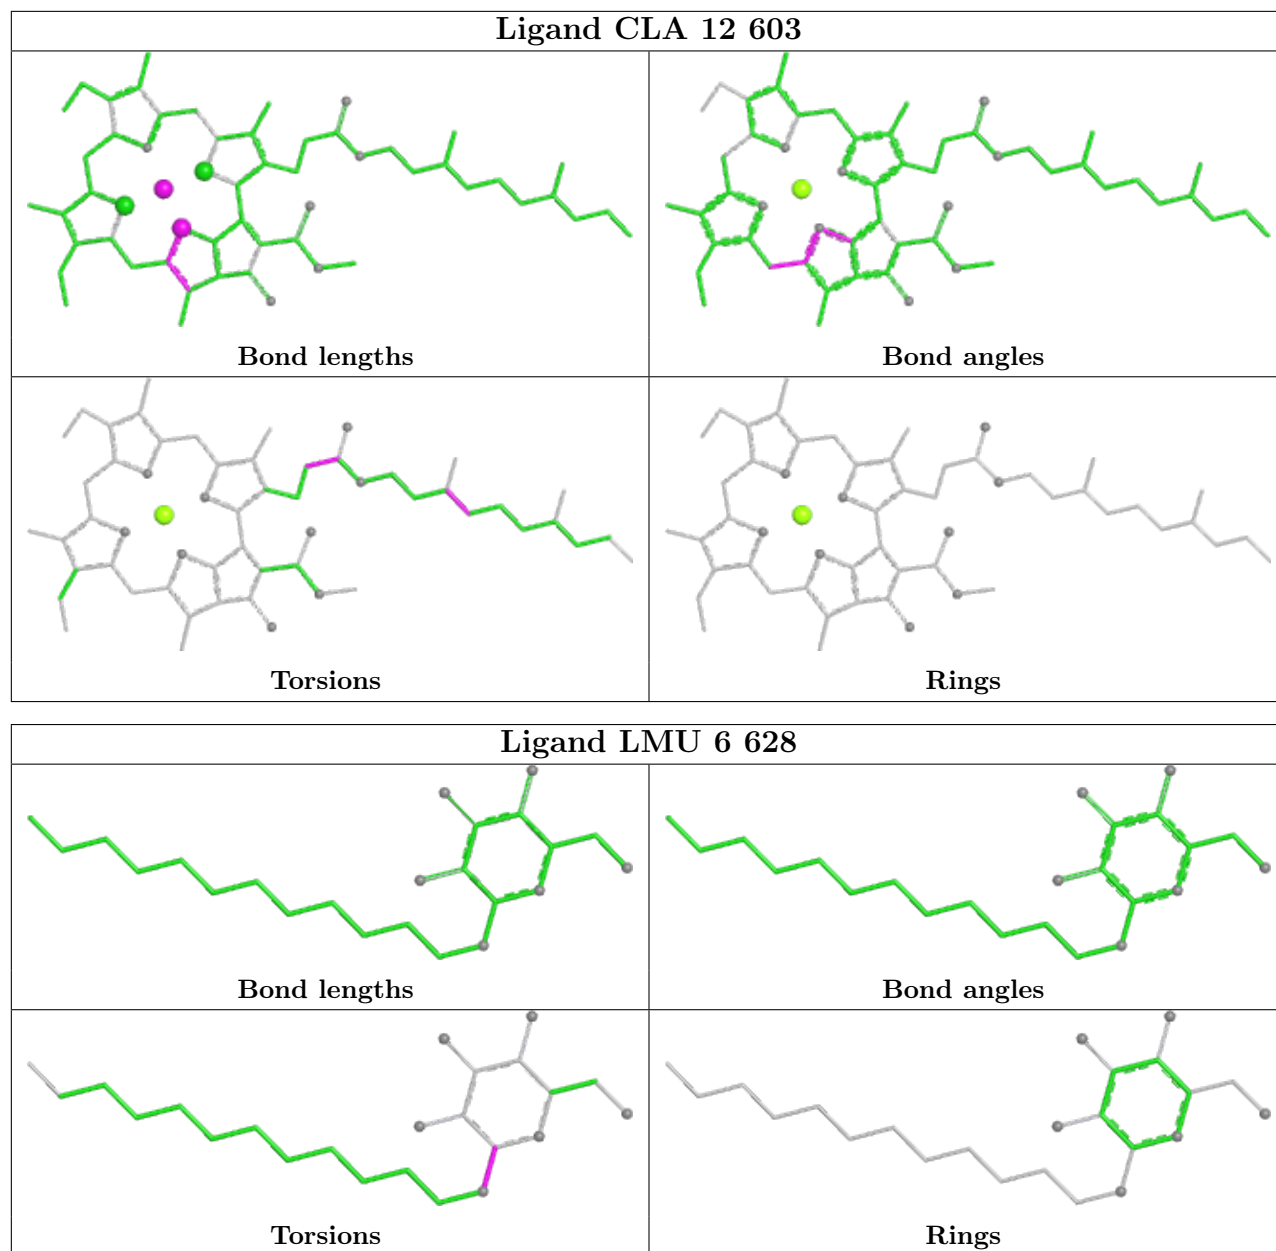 Ligand CLA 12 603
Bond lengths
Bond angles
Torsions
Rings
Ligand LMU 6 628
Bond lengths
Bond angles
Torsions
Rings